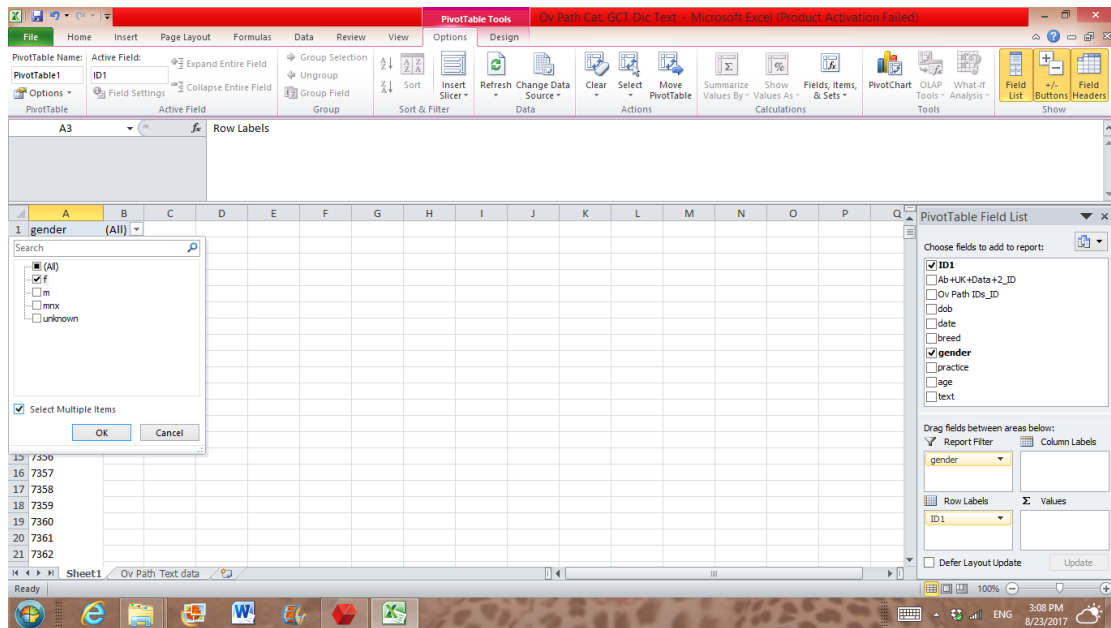 PivotTable Tools
Ov Path Cat. GCT Dic Text - Microsoft Excel (Product Activation Failed)
File Home Insert Page Layout Formulas Data Review View Options Design
PivotTable Name:
PivotTable1
Options
PivotTable
Active Field:
ID1
Field Settings
Expand Entire Field
Collapse Entire Field
Active Field
Group Selection
Ungroup
Group Field
Group
Sort
Insert Slicer
Sort & Filter
Refresh
Change Data Source
Data
Clear
Select
Move PivotTable
Actions
Summarize Values By
Show Values As
Fields, Items, & Sets
Calculations
PivotChart
OLAP Tools
What-If Analysis
Tools
Field List
+/- Buttons
Field Headers
Show
A3
fx
Row Labels
A B C D E F G H I J K L M N O P Q
1 gender (All)
Search
(All)
f
m
mnx
unknown
Select Multiple Items
OK Cancel
15 7356
16 7357
17 7358
18 7359
19 7360
20 7361
21 7362
PivotTable Field List
Choose fields to add to report:
ID1
Ab+UK+Data+2_ID
Ov Path IDs_ID
dob
date
breed
gender
practice
age
text
Drag fields between areas below:
Report Filter Column Labels
gender
Row Labels Σ Values
ID1
Defer Layout Update Update
Sheet1 Ov Path Text data
Ready
100%
ENG
3:08 PM
8/23/2017